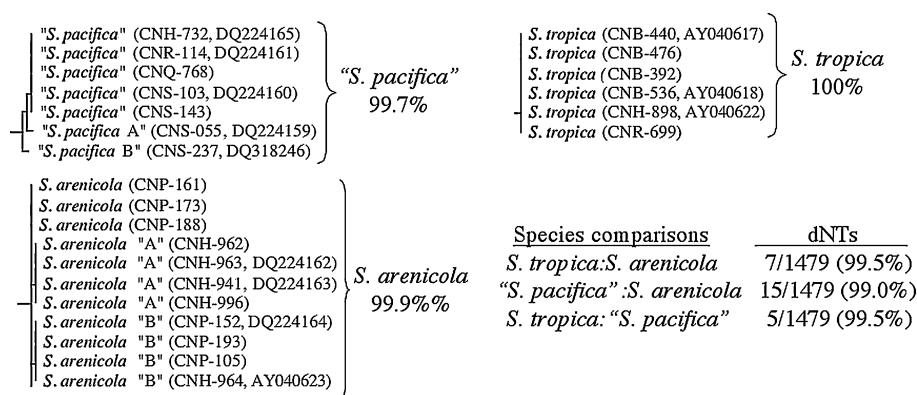 "S. pacifica" (CNH-732, DQ224165)
"S. pacifica" (CNR-114, DQ224161)
"S. pacifica" (CNQ-768)
"S. pacifica" (CNS-103, DQ224160)
"S. pacifica" (CNS-143)
"S. pacifica A" (CNS-055, DQ224159)
"S. pacifica B" (CNS-237, DQ318246)
“S. pacifica”
99.7%
S. tropica (CNB-440, AY040617)
S. tropica (CNB-476)
S. tropica (CNB-392)
S. tropica (CNB-536, AY040618)
S. tropica (CNH-898, AY040622)
S. tropica (CNR-699)
S. tropica
100%
S. arenicola (CNP-161)
S. arenicola (CNP-173)
S. arenicola (CNP-188)
S. arenicola "A" (CNH-962)
S. arenicola "A" (CNH-963, DQ224162)
S. arenicola "A" (CNH-941, DQ224163)
S. arenicola "A" (CNH-996)
S. arenicola "B" (CNP-152, DQ224164)
S. arenicola "B" (CNP-193)
S. arenicola "B" (CNP-105)
S. arenicola "B" (CNH-964, AY040623)
S. arenicola
99.9%%
Species comparisons dNTs
S. tropica:S. arenicola 7/1479 (99.5%)
“S. pacifica”:S. arenicola 15/1479 (99.0%)
S. tropica: “S. pacifica” 5/1479 (99.5%)